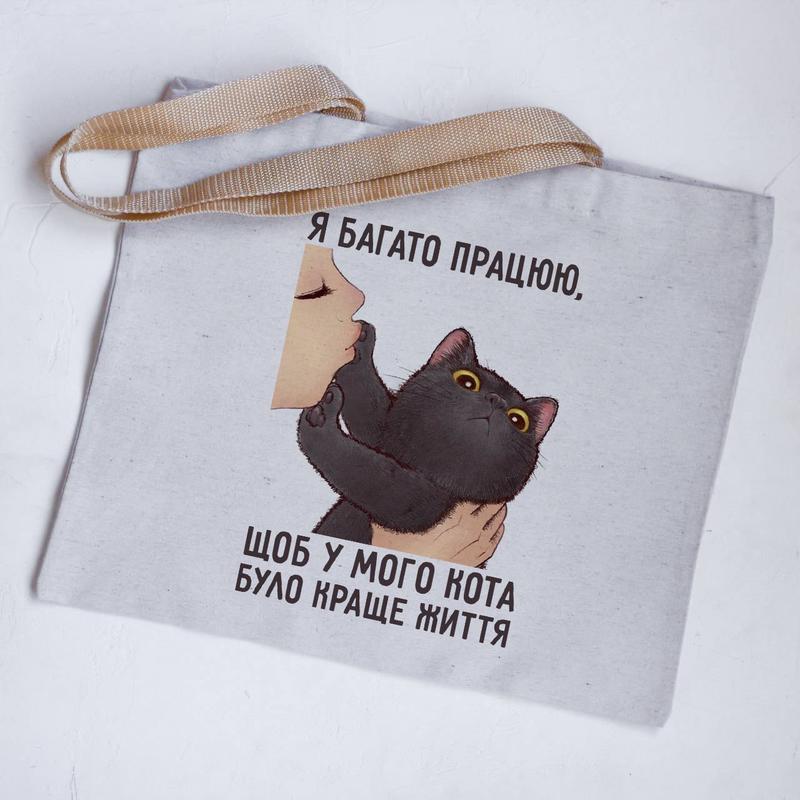 Я БАГАТО ПРАЦЮЮ,
ЩОБ У МОГО КОТА
БУЛО КРАЩЕ ЖИТТЯ